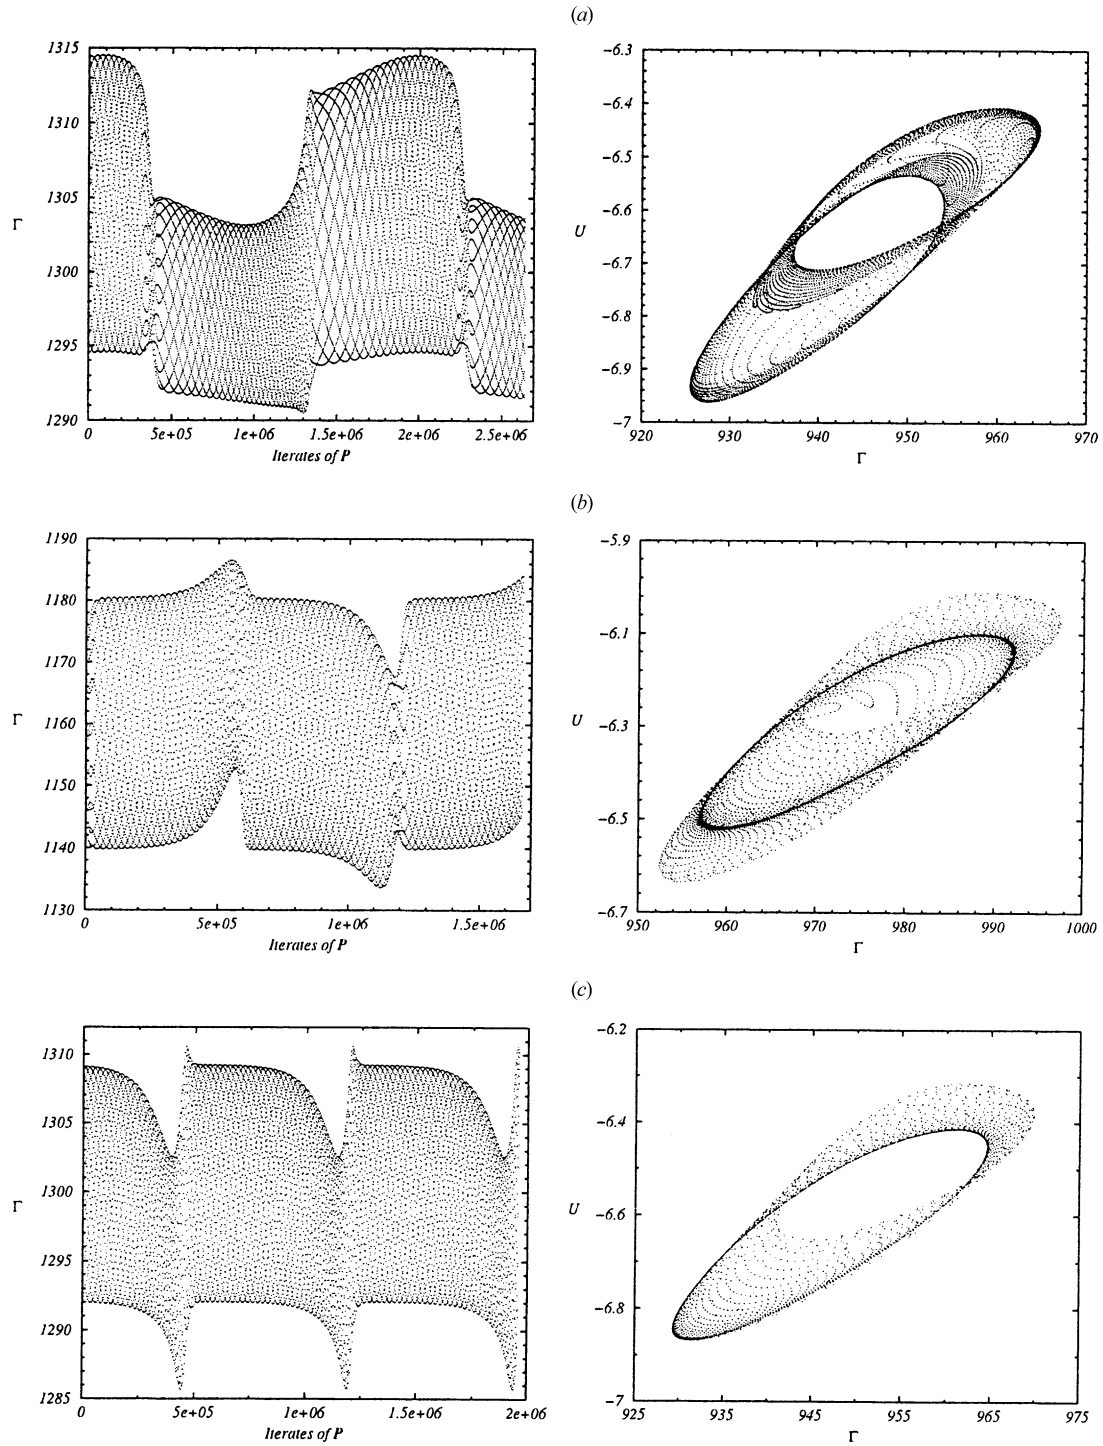 (a)
1315
1310
1305
1300
1295
1290
Γ
0
5e+05
1e+06
1.5e+06
2e+06
2.5e+06
Iterates of P
-6.3
-6.4
-6.5
-6.6
-6.7
-6.8
-6.9
-7
U
920
930
940
950
960
970
Γ
(b)
1190
1180
1170
1160
1150
1140
1130
Γ
0
5e+05
1e+06
1.5e+06
Iterates of P
-5.9
-6.1
-6.3
-6.5
-6.7
U
950
960
970
980
990
1000
Γ
(c)
1310
1305
1300
1295
1290
1285
Γ
0
5e+05
1e+06
1.5e+06
2e+06
Iterates of P
-6.2
-6.4
-6.6
-6.8
-7
U
925
935
945
955
965
975
Γ